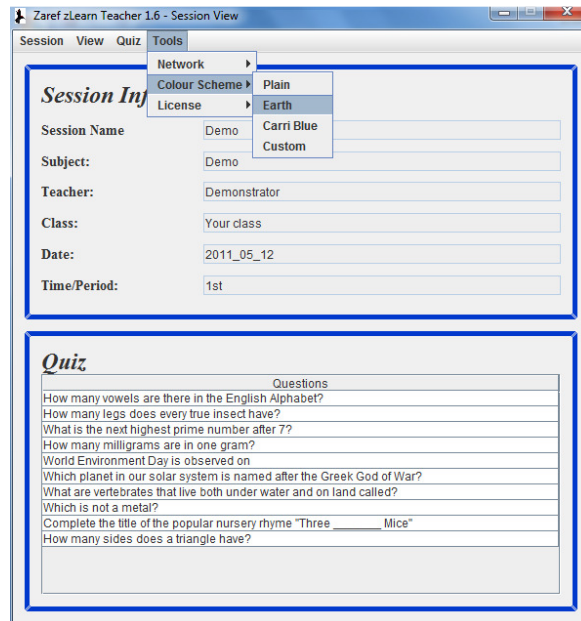 Zaref zLearn Teacher 1.6 - Session View
Session View Quiz Tools
Network
Colour Scheme
License
Plain
Earth
Carri Blue
Custom
Session Inf
Session Name Demo
Subject: Demo
Teacher: Demonstrator
Class: Your class
Date: 2011_05_12
Time/Period: 1st
Quiz
Questions
How many vowels are there in the English Alphabet?
How many legs does every true insect have?
What is the next highest prime number after 7?
How many milligrams are in one gram?
World Environment Day is observed on
Which planet in our solar system is named after the Greek God of War?
What are vertebrates that live both under water and on land called?
Which is not a metal?
Complete the title of the popular nursery rhyme "Three ________ Mice"
How many sides does a triangle have?